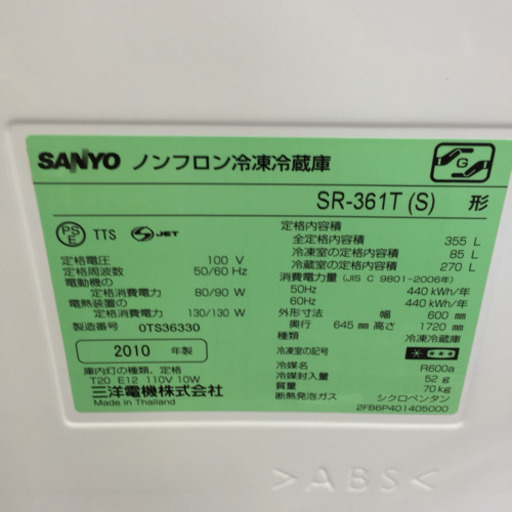 SANYO ノンフロン冷凍冷蔵庫
G
SR-361T (S) 形
PS E TTS S JET
定格電圧 100 V
定格周波数 50/60 Hz
電動機の
定格消費電力 80/90 W
電熱装置の
定格消費電力 130/130 W
製造番号 0TS36330
2010 年製
庫内灯の種類、定格
T20 E12 110V 10W
三洋電機株式会社
Made in Thailand
定格内容積
全定格内容積 355 L
冷凍室の定格内容積 85 L
冷蔵室の定格内容積 270 L
消費電力量 (JIS C 9801-2006年)
50Hz 440 kWh/年
60Hz 440 kWh/年
外形寸法 幅 600 mm
奥行 645 mm 高さ 1720 mm
種類 冷凍冷蔵庫
冷凍室の記号 ＊ ＊＊＊
冷媒名 R600a
冷媒封入量 52 g
質量 70 kg
断熱発泡ガス シクロペンタン
2FB6P401405000
>ABS<